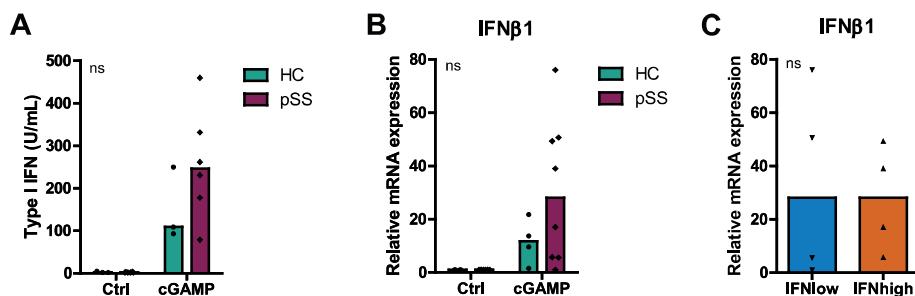 A
Type I IFN (U/mL)
500
400
300
200
100
0
ns
Ctrl
cGAMP
HC
pSS
B
IFNβ1
Relative mRNA expression
80
60
40
20
0
ns
Ctrl
cGAMP
HC
pSS
C
IFNβ1
Relative mRNA expression
80
60
40
20
0
ns
IFNlow
IFNhigh